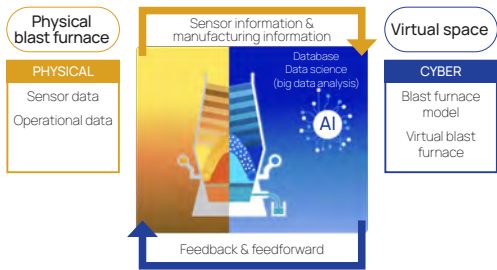 Physical
blast furnace
PHYSICAL
Sensor data
Operational data
Sensor information &
manufacturing information
Database
Data science
(big data analysis)
AI
Feedback & feedforward
Virtual space
CYBER
Blast furnace
model
Virtual blast
furnace